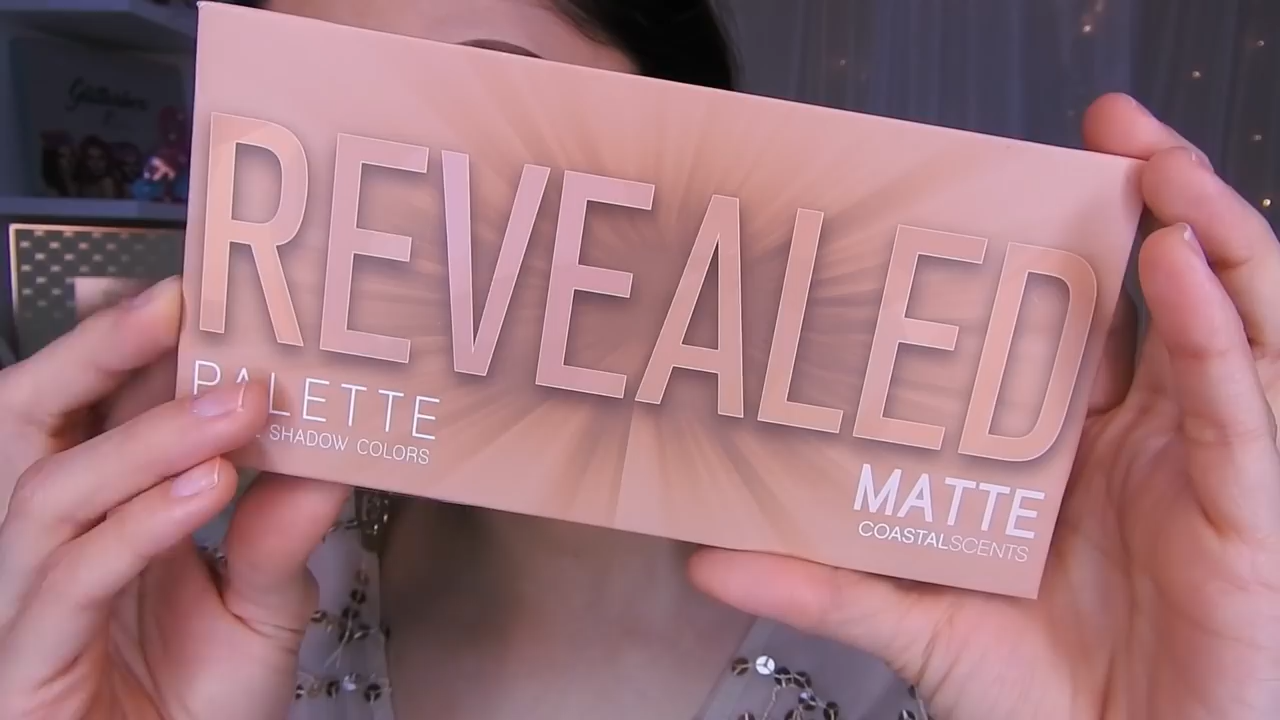 REVEALED
PALETTE
SHADOW COLORS
MATTE
COASTALSCENTS